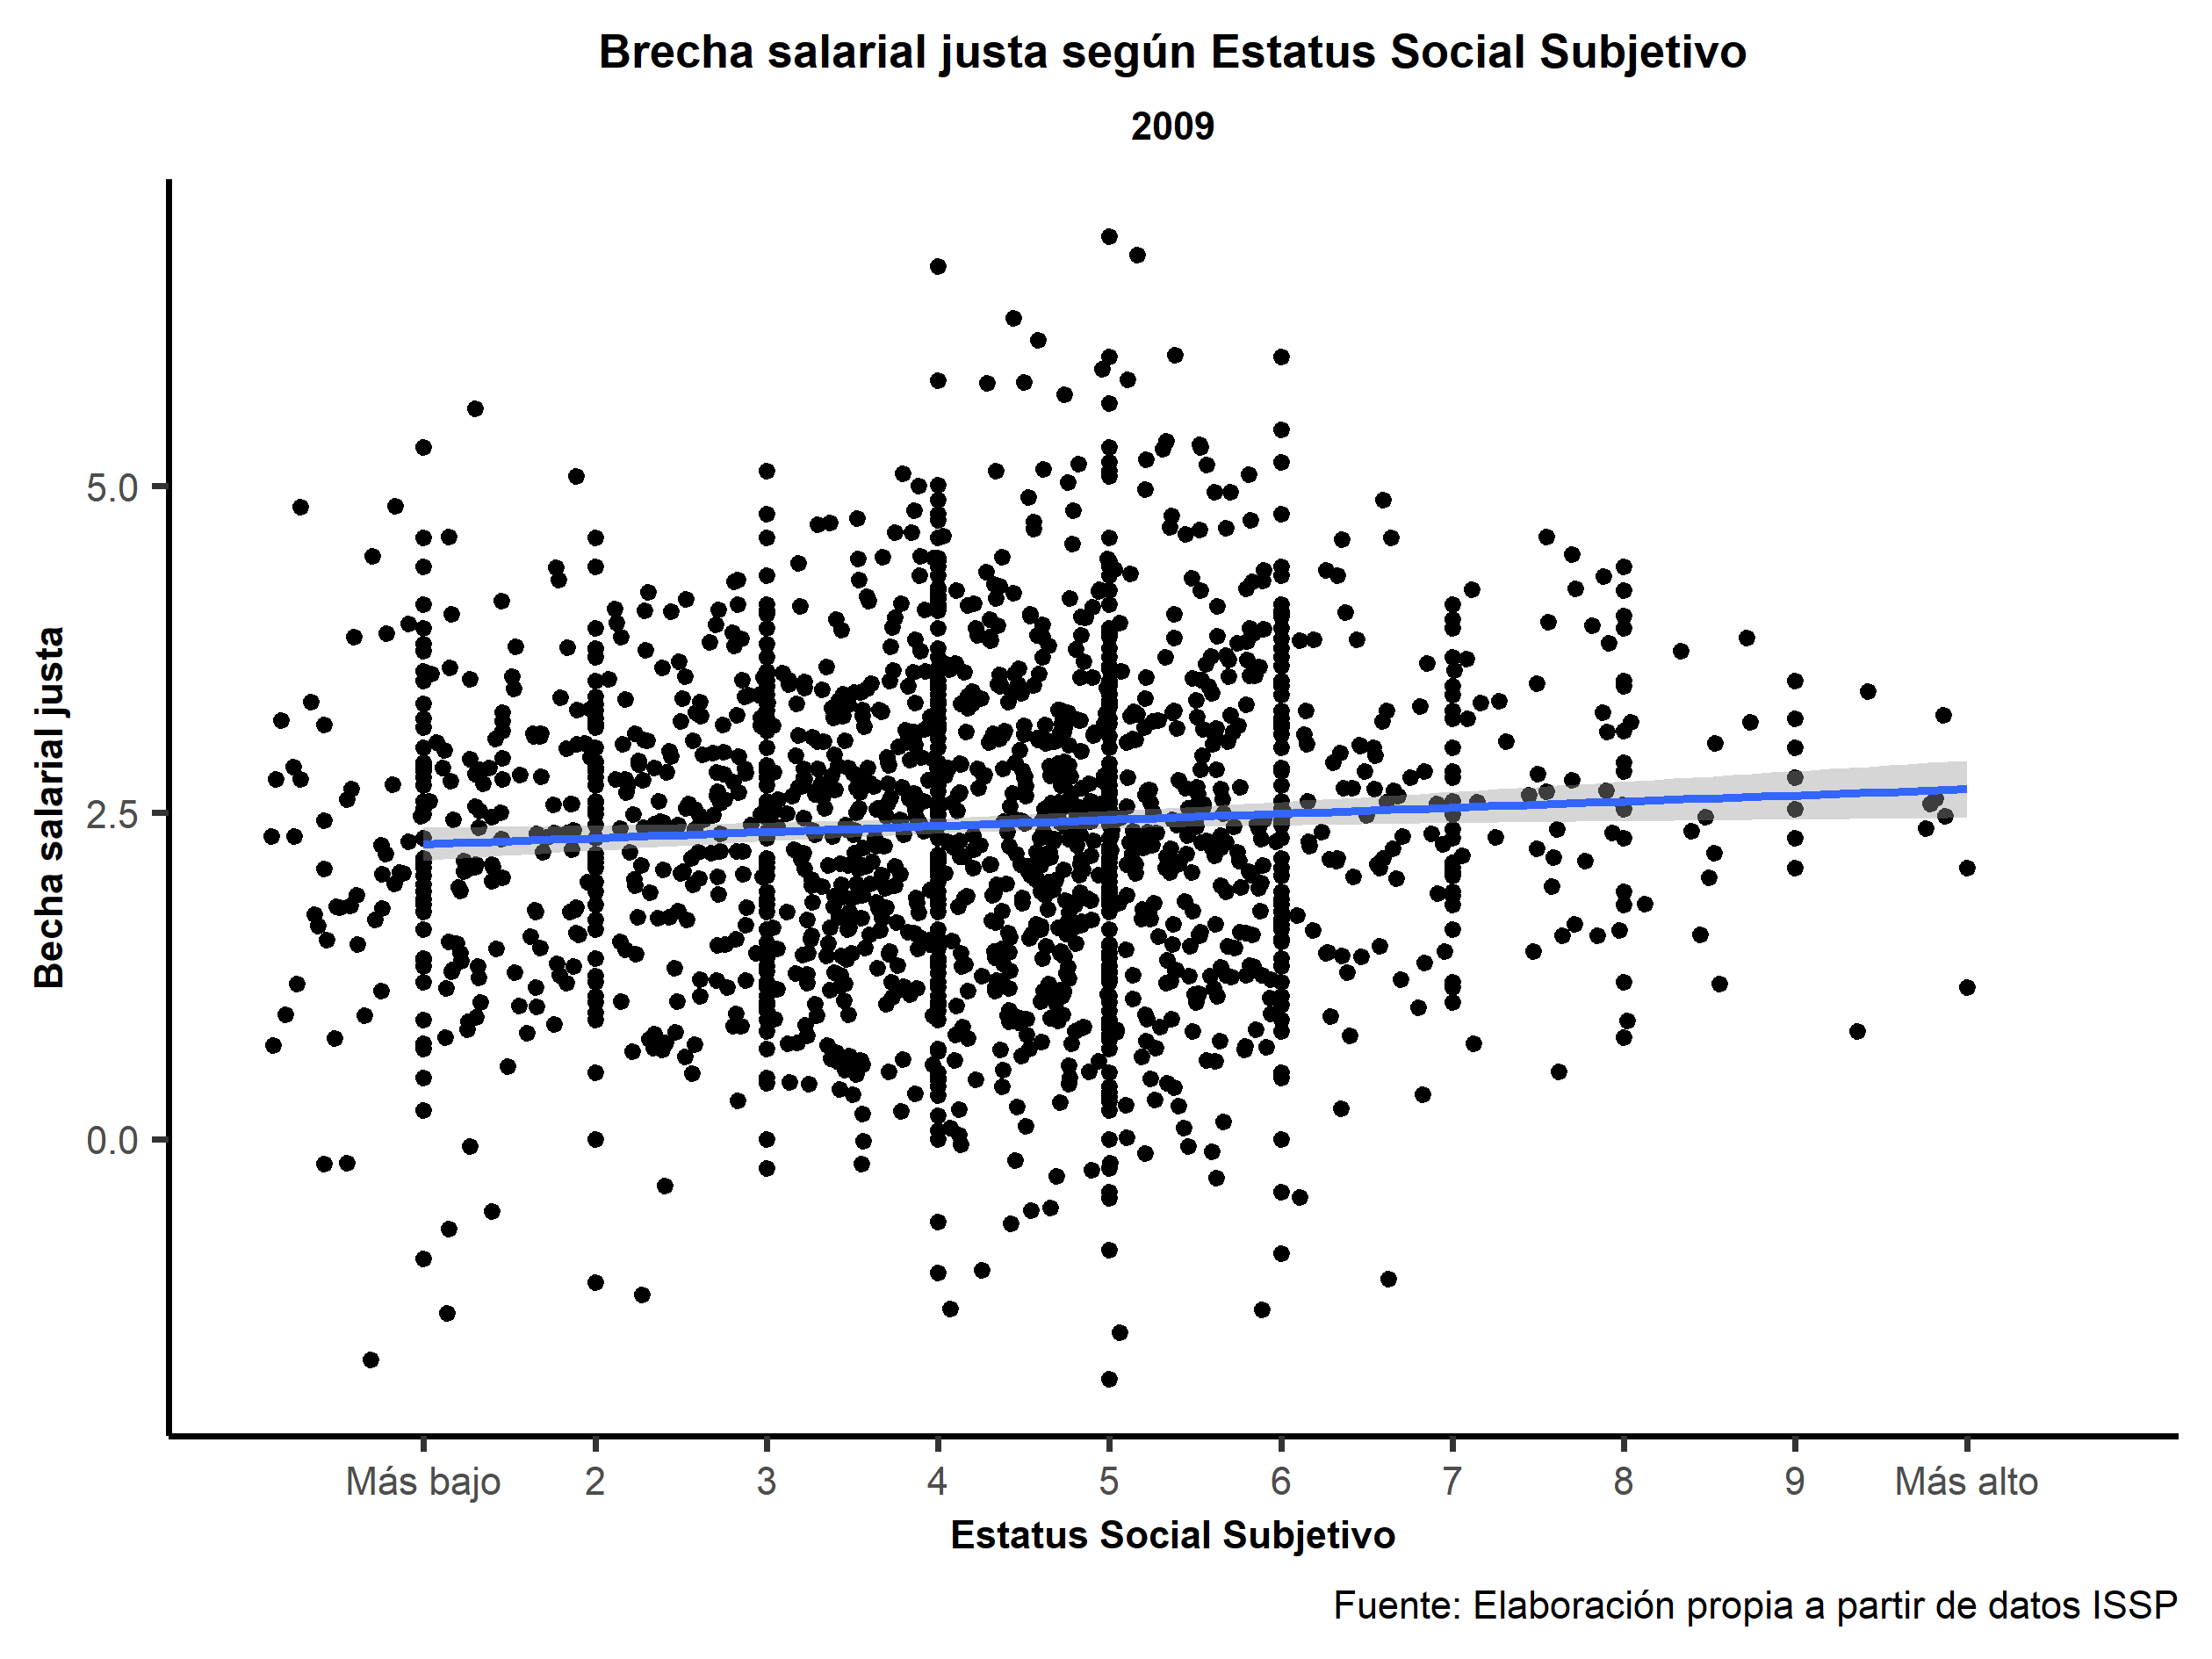 Brecha salarial justa según Estatus Social Subjetivo
2009
Becha salarial justa
5.0
2.5
0.0
Más bajo 2 3 4 5 6 7 8 9 Más alto
Estatus Social Subjetivo
Fuente: Elaboración propia a partir de datos ISSP